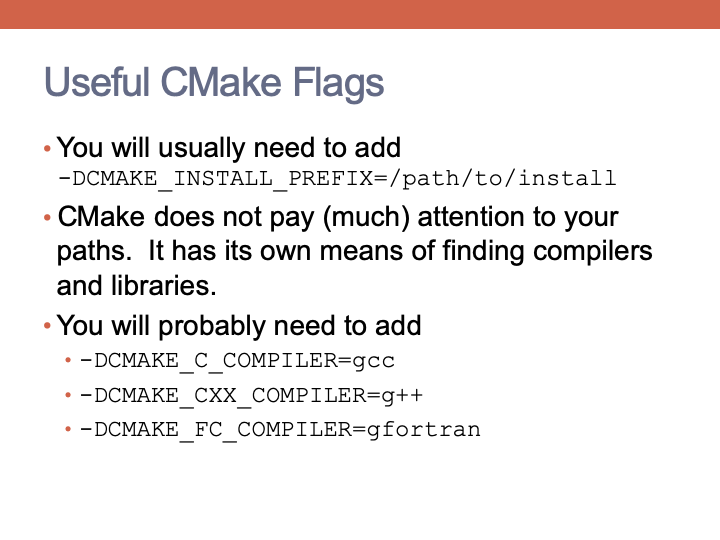 Useful CMake Flags
• You will usually need to add
-DCMAKE_INSTALL_PREFIX=/path/to/install
• CMake does not pay (much) attention to your
paths.  It has its own means of finding compilers
and libraries.
• You will probably need to add
• -DCMAKE_C_COMPILER=gcc
• -DCMAKE_CXX_COMPILER=g++
• -DCMAKE_FC_COMPILER=gfortran